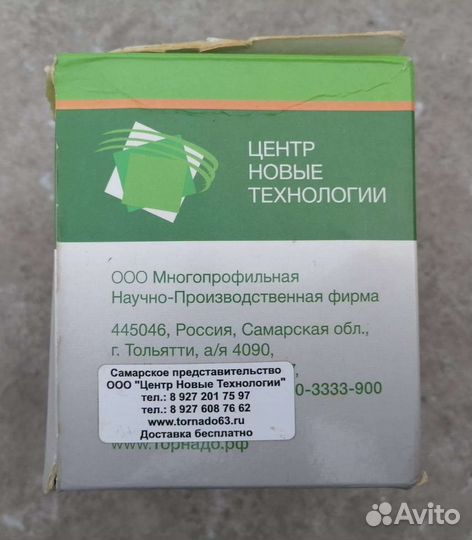 ЦЕНТР
НОВЫЕ
ТЕХНОЛОГИИ
ООО Многопрофильная
Научно-Производственная фирма
445046, Россия, Самарская обл.,
г. Тольятти, а/я 4090,
0-3333-900
Самарское представительство
ООО "Центр Новые Технологии"
тел.: 8 927 201 75 97
тел.: 8 927 608 76 62
www.tornado63.ru
Доставка бесплатно
www.торнадо.рф
Avito